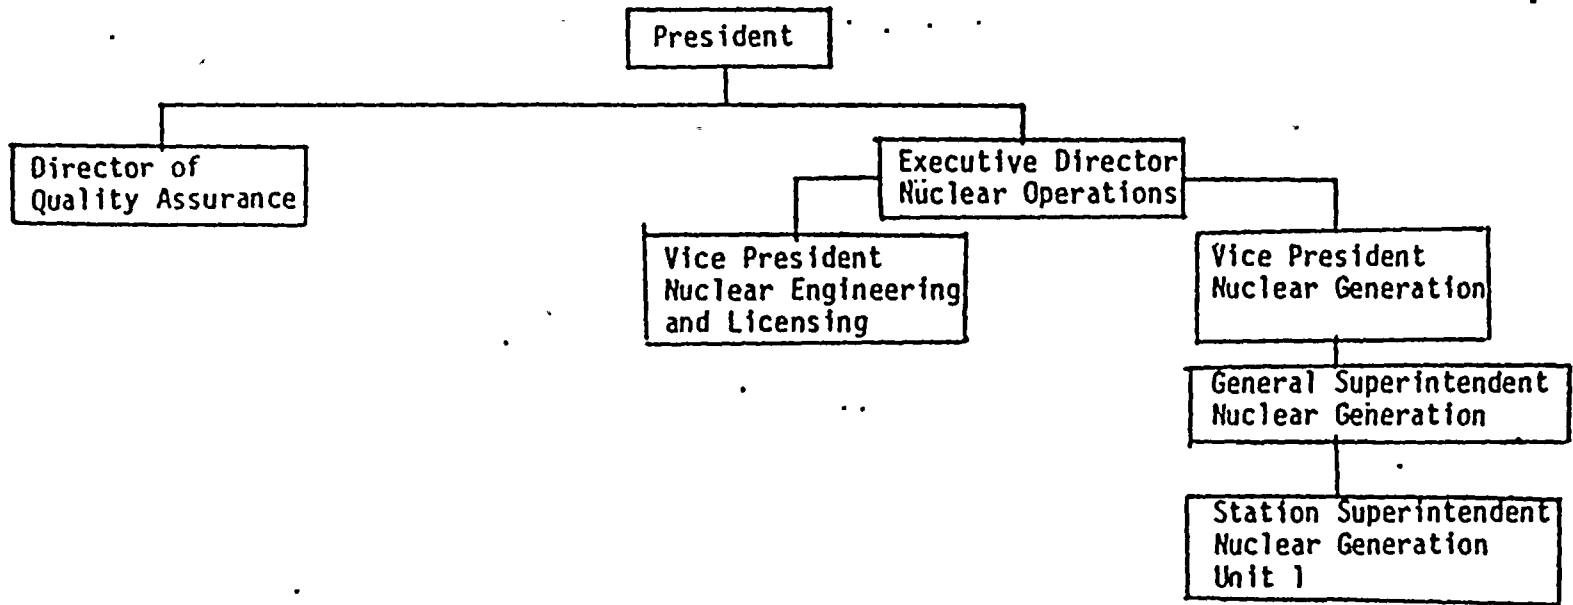 President
Director of
Quality Assurance
Executive Director
Nuclear Operations
Vice President
Nuclear Engineering
and Licensing
Vice President
Nuclear Generation
General Superintendent
Nuclear Generation
Station Superintendent
Nuclear Generation
Unit 1